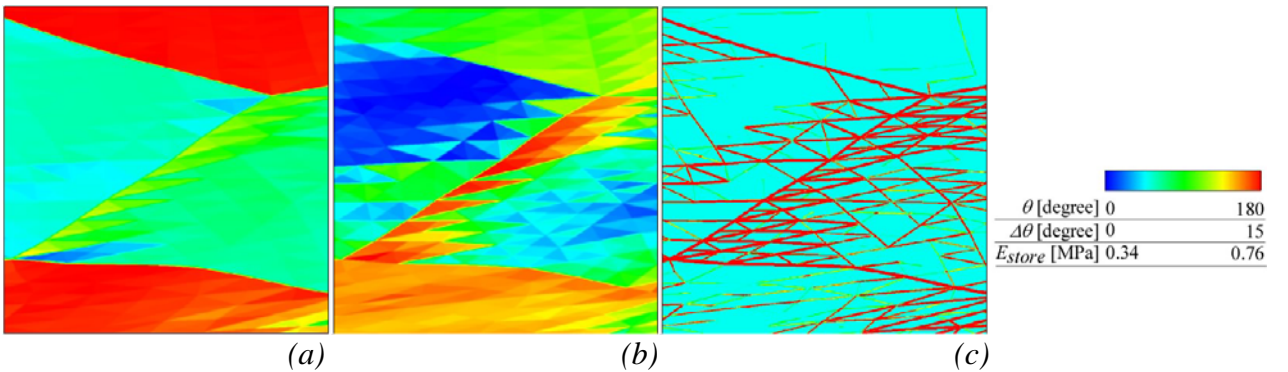 θ [degree] 0 180
Δθ [degree] 0 15
E_store [MPa] 0.34 0.76
(a) (b) (c)